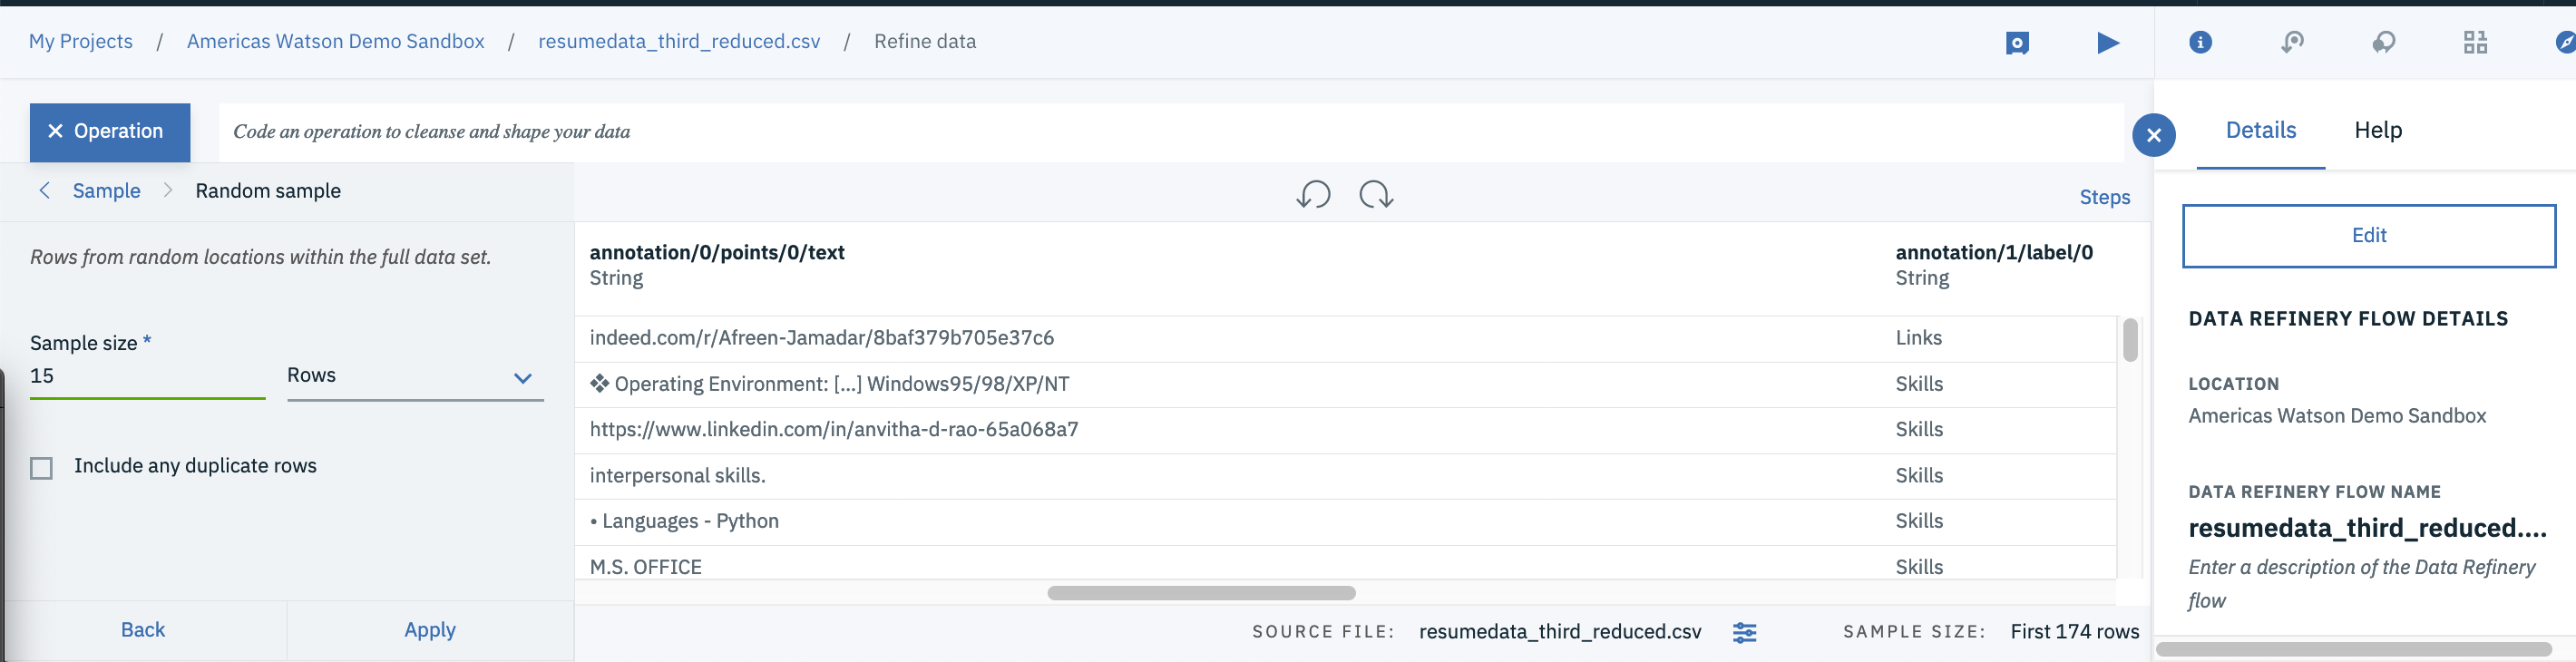 My Projects / Americas Watson Demo Sandbox / resumedata_third_reduced.csv / Refine data
Operation
Code an operation to cleanse and shape your data
Sample > Random sample
Steps
Rows from random locations within the full data set.
Sample size *
15
Rows
Include any duplicate rows
Back
Apply
annotation/0/points/0/text
String
annotation/1/label/0
String
indeed.com/r/Afreen-Jamadar/8baf379b705e37c6 Links
❖ Operating Environment: [...] Windows95/98/XP/NT Skills
https://www.linkedin.com/in/anvitha-d-rao-65a068a7 Skills
interpersonal skills. Skills
• Languages - Python Skills
M.S. OFFICE Skills
SOURCE FILE: resumedata_third_reduced.csv
SAMPLE SIZE: First 174 rows
Details
Help
Edit
DATA REFINERY FLOW DETAILS
LOCATION
Americas Watson Demo Sandbox
DATA REFINERY FLOW NAME
resumedata_third_reduced....
Enter a description of the Data Refinery
flow